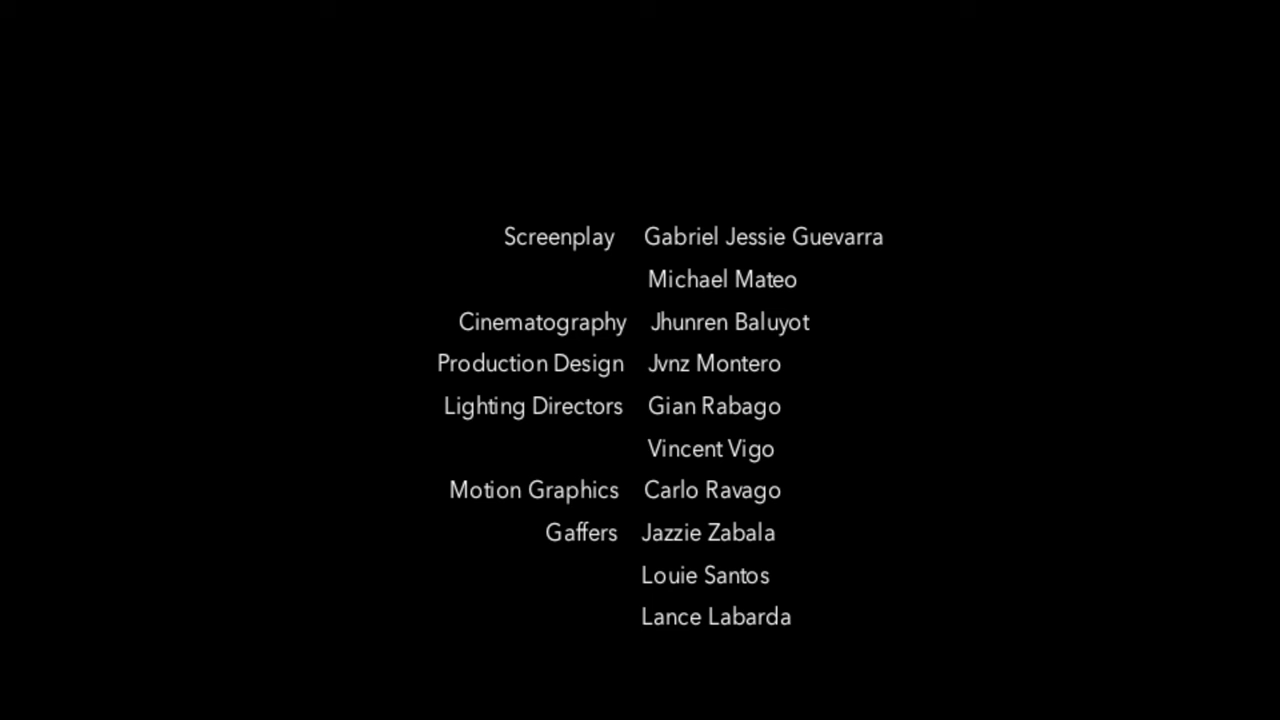 Screenplay Gabriel Jessie Guevarra
Michael Mateo
Cinematography Jhunren Baluyot
Production Design Jvnz Montero
Lighting Directors Gian Rabago
Vincent Vigo
Motion Graphics Carlo Ravago
Gaffers Jazzie Zabala
Louie Santos
Lance Labarda